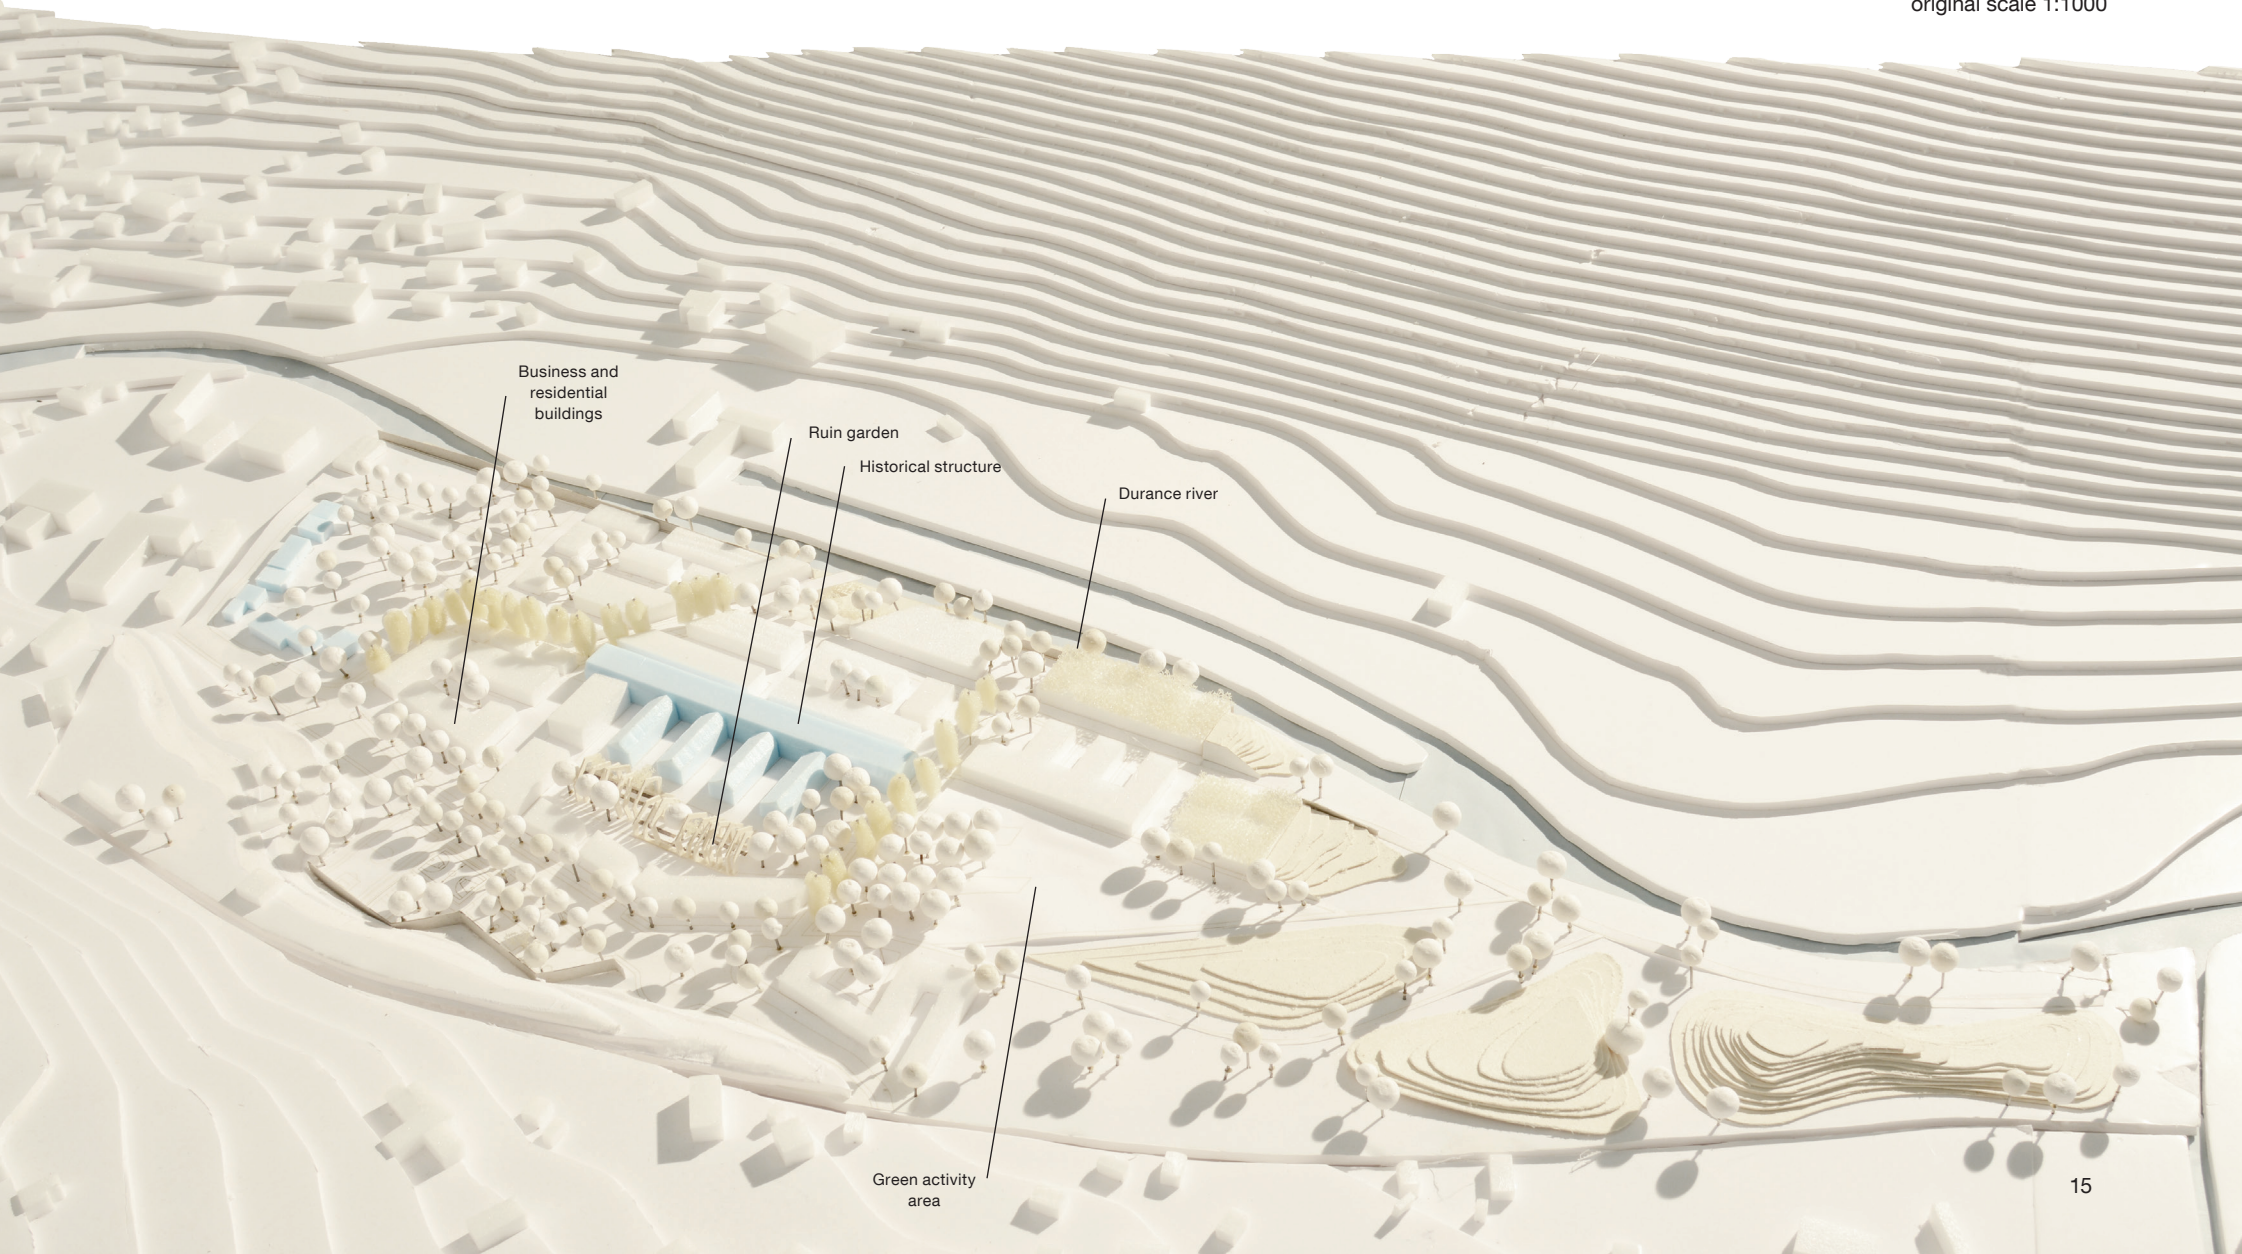 original scale 1:1000
Business and
residential
buildings
Ruin garden
Historical structure
Durance river
Green activity
area
15